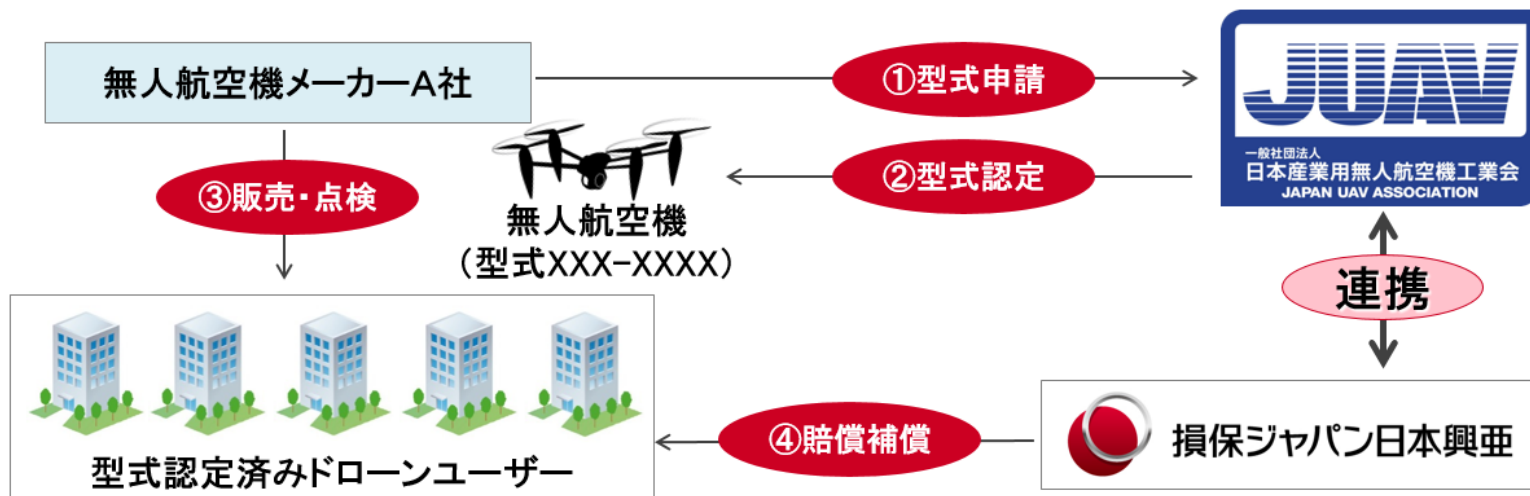 無人航空機メーカーA社
①型式申請
JUAV
一般社団法人
日本産業用無人航空機工業会
JAPAN UAV ASSOCIATION
②型式認定
③販売・点検
無人航空機
(型式XXX-XXXX)
連携
型式認定済みドローンユーザー
④賠償補償
損保ジャパン日本興亜